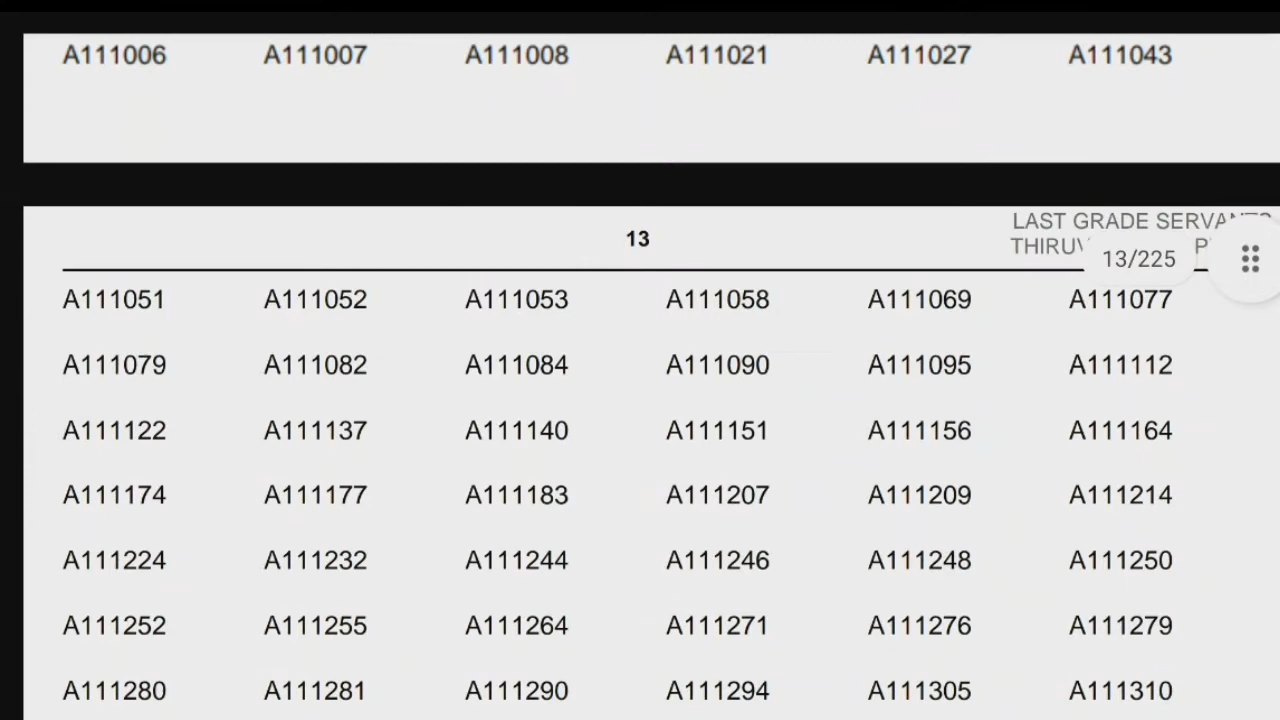 A111006 A111007 A111008 A111021 A111027 A111043
LAST GRADE
13
13/225
A111051 A111052 A111053 A111058 A111069 A111077
A111079 A111082 A111084 A111090 A111095 A111112
A111122 A111137 A111140 A111151 A111156 A111164
A111174 A111177 A111183 A111207 A111209 A111214
A111224 A111232 A111244 A111246 A111248 A111250
A111252 A111255 A111264 A111271 A111276 A111279
A111280 A111281 A111290 A111294 A111305 A111310